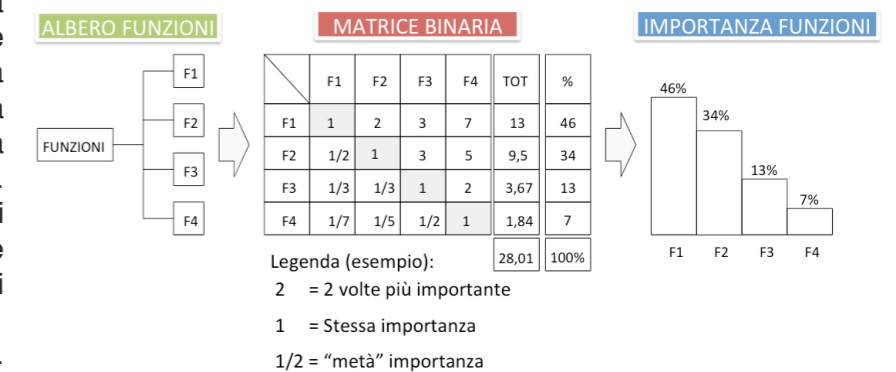 ALBERO FUNZIONI
FUNZIONI
F1
F2
F3
F4
MATRICE BINARIA
F1 F2 F3 F4 TOT %
F1 1 2 3 7 13 46
F2 1/2 1 3 5 9,5 34
F3 1/3 1/3 1 2 3,67 13
F4 1/7 1/5 1/2 1 1,84 7
28,01 100%
Legenda (esempio):
2 = 2 volte più importante
1 = Stessa importanza
1/2 = “metà” importanza
IMPORTANZA FUNZIONI
46%
34%
13%
7%
F1 F2 F3 F4